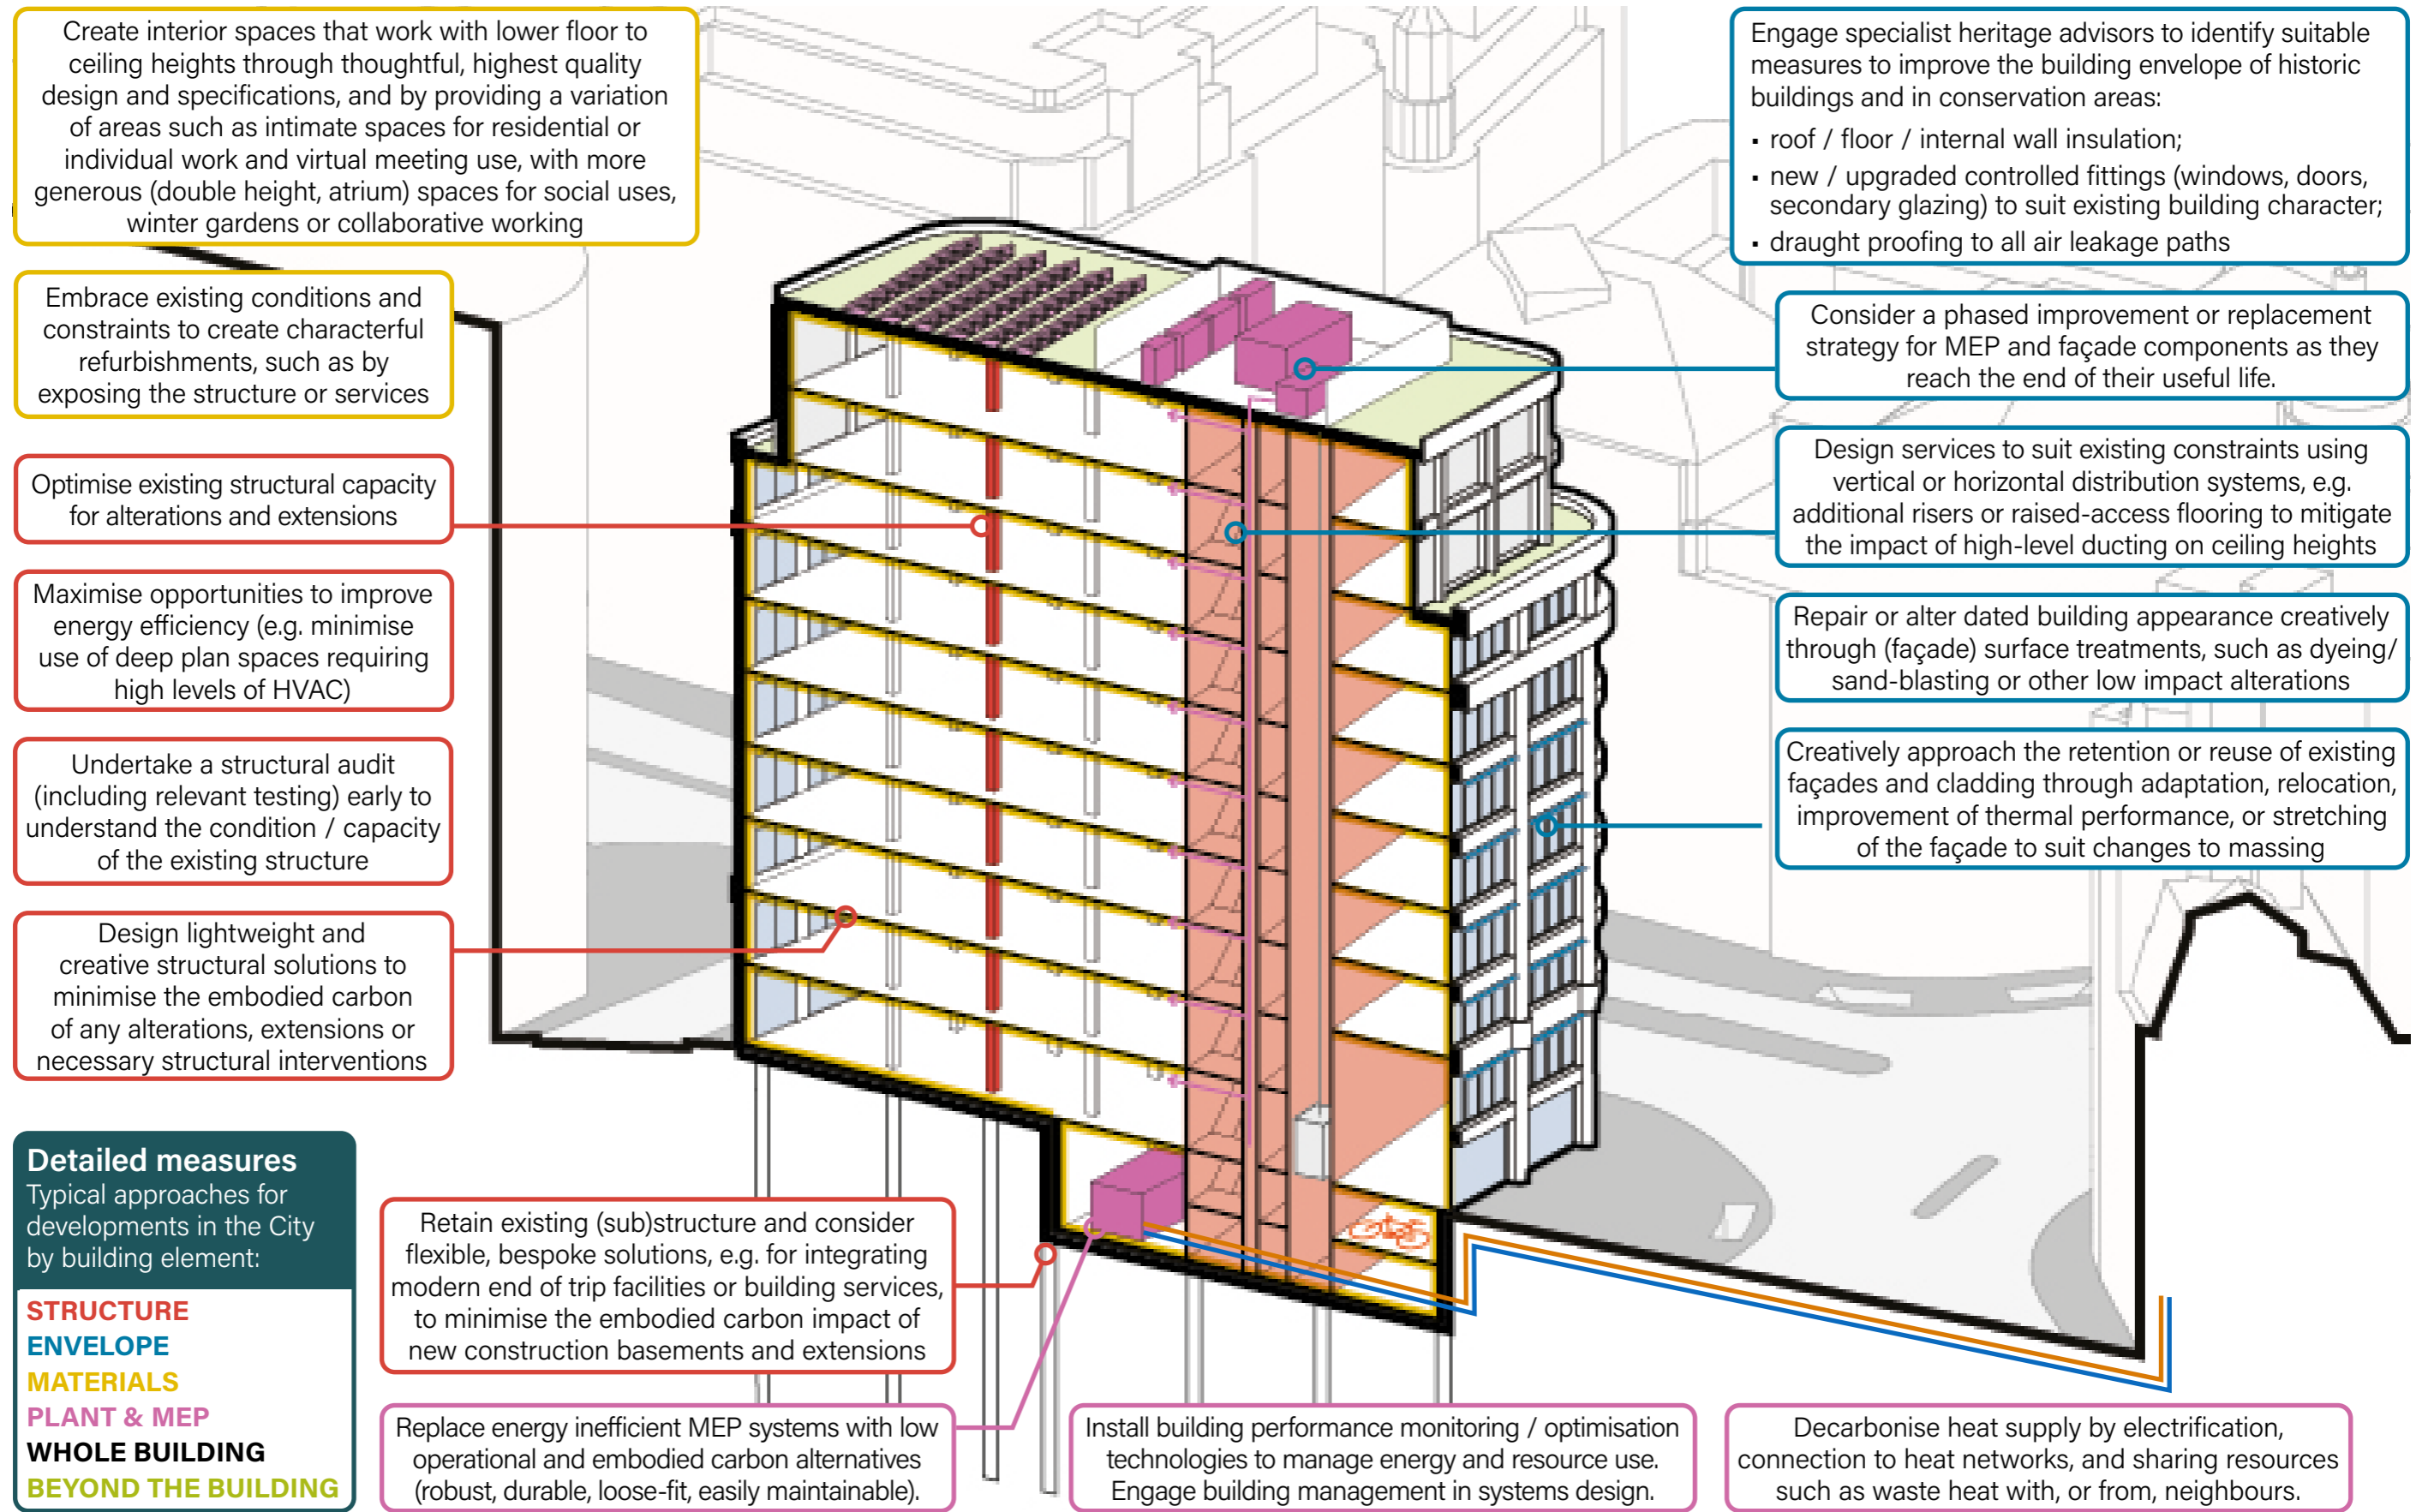 Create interior spaces that work with lower floor to
ceiling heights through thoughtful, highest quality
design and specifications, and by providing a variation
of areas such as intimate spaces for residential or
individual work and virtual meeting use, with more
generous (double height, atrium) spaces for social uses,
winter gardens or collaborative working
Embrace existing conditions and
constraints to create characterful
refurbishments, such as by
exposing the structure or services
Optimise existing structural capacity
for alterations and extensions
Maximise opportunities to improve
energy efficiency (e.g. minimise
use of deep plan spaces requiring
high levels of HVAC)
Undertake a structural audit
(including relevant testing) early to
understand the condition / capacity
of the existing structure
Design lightweight and
creative structural solutions to
minimise the embodied carbon
of any alterations, extensions or
necessary structural interventions
Detailed measures
Typical approaches for
developments in the City
by building element:
STRUCTURE
ENVELOPE
MATERIALS
PLANT & MEP
WHOLE BUILDING
BEYOND THE BUILDING
Retain existing (sub)structure and consider
flexible, bespoke solutions, e.g. for integrating
modern end of trip facilities or building services,
to minimise the embodied carbon impact of
new construction basements and extensions
Replace energy inefficient MEP systems with low
operational and embodied carbon alternatives
(robust, durable, loose-fit, easily maintainable).
Install building performance monitoring / optimisation
technologies to manage energy and resource use.
Engage building management in systems design.
Decarbonise heat supply by electrification,
connection to heat networks, and sharing resources
such as waste heat with, or from, neighbours.
Engage specialist heritage advisors to identify suitable
measures to improve the building envelope of historic
buildings and in conservation areas:
▪ roof / floor / internal wall insulation;
▪ new / upgraded controlled fittings (windows, doors,
secondary glazing) to suit existing building character;
▪ draught proofing to all air leakage paths
Consider a phased improvement or replacement
strategy for MEP and façade components as they
reach the end of their useful life.
Design services to suit existing constraints using
vertical or horizontal distribution systems, e.g.
additional risers or raised-access flooring to mitigate
the impact of high-level ducting on ceiling heights
Repair or alter dated building appearance creatively
through (façade) surface treatments, such as dyeing/
sand-blasting or other low impact alterations
Creatively approach the retention or reuse of existing
façades and cladding through adaptation, relocation,
improvement of thermal performance, or stretching
of the façade to suit changes to massing